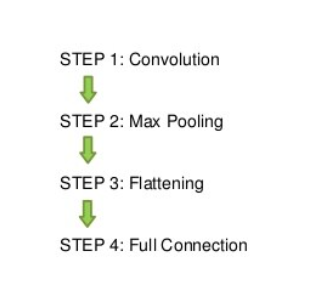 STEP 1: Convolution
STEP 2: Max Pooling
STEP 3: Flattening
STEP 4: Full Connection